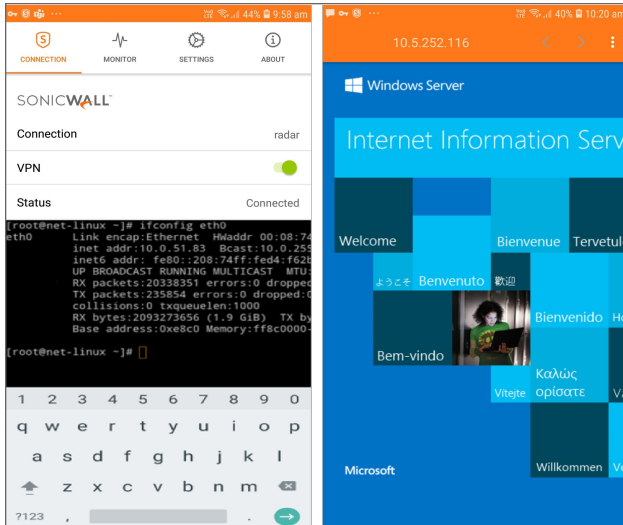 44% 9:58 am
CONNECTION MONITOR SETTINGS ABOUT
SONICWALL™
Connection radar
VPN
Status Connected
[root@net-linux ~]# ifconfig eth0
eth0 Link encap:Ethernet HWaddr 00:08:74
inet addr:10.0.51.83 Bcast:10.0.255
inet6 addr: fe80::208:74ff:fed4:f62b
UP BROADCAST RUNNING MULTICAST MTU:
RX packets:20338351 errors:0 dropped
TX packets:235854 errors:0 dropped:0
collisions:0 txqueuelen:1000
RX bytes:2093273656 (1.9 GiB) TX by
Base address:0xe8c0 Memory:ff8c0000-
[root@net-linux ~]#
1 2 3 4 5 6 7 8 9 0
q w e r t y u i o p
a s d f g h j k l
z x c v b n m
?123 , .
40% 10:20 am
10.5.252.116
Windows Server
Internet Information Serv
Welcome Bienvenue Tervetul
ようこそ Benvenuto 歡迎
Bienvenido
Bem-vindo
Vítejte Καλώς
ορίσατε
Microsoft Willkommen